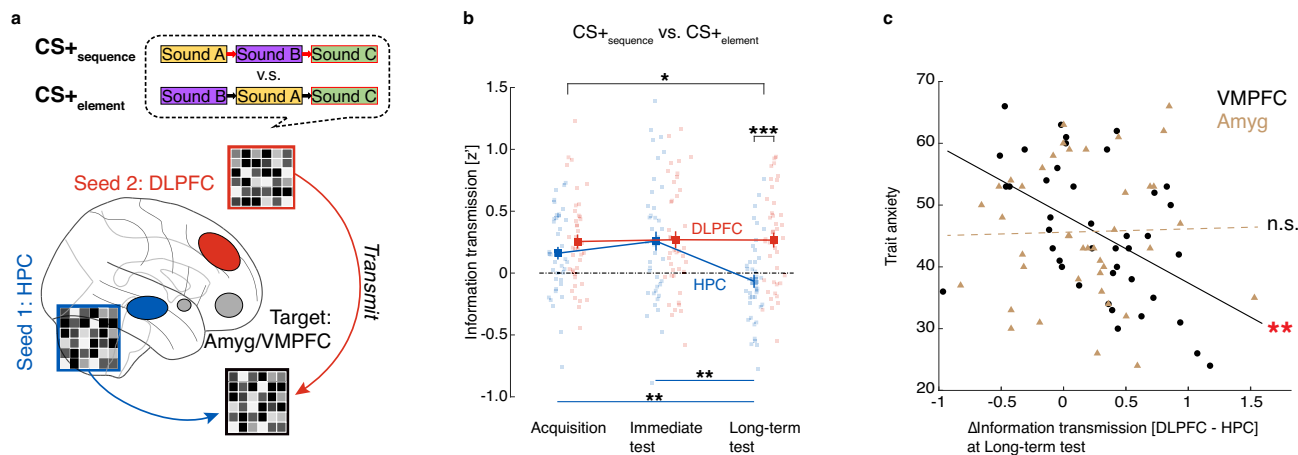 a
CS+sequence
Sound A Sound B Sound C
v.s.
CS+element
Sound B Sound A Sound C
Seed 2: DLPFC
Seed 1: HPC
Transmit
Target:
Amyg/VMPFC
b
CS+sequence vs. CS+element
Information transmission [z']
1.5
1.0
0.5
0
-0.5
-1.0
*
***
DLPFC
HPC
**
**
Acquisition
Immediate
test
Long-term
test
c
Trait anxiety
70
60
50
40
30
20
VMPFC
Amyg
n.s.
**
-1 -0.5 0 0.5 1 1.5
ΔInformation transmission [DLPFC - HPC]
at Long-term test